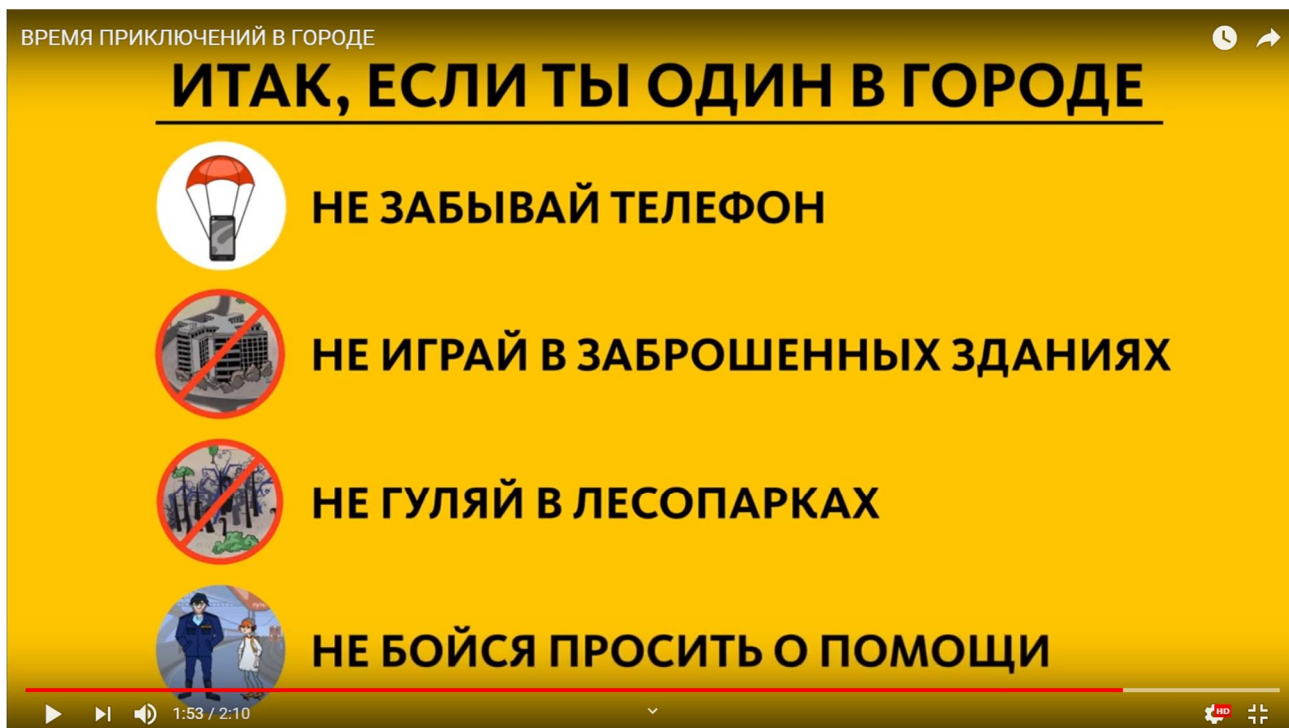 ВРЕМЯ ПРИКЛЮЧЕНИЙ В ГОРОДЕ
ИТАК, ЕСЛИ ТЫ ОДИН В ГОРОДЕ
НЕ ЗАБЫВАЙ ТЕЛЕФОН
НЕ ИГРАЙ В ЗАБРОШЕННЫХ ЗДАНИЯХ
НЕ ГУЛЯЙ В ЛЕСОПАРКАХ
НЕ БОЙСЯ ПРОСИТЬ О ПОМОЩИ
1:53 / 2:10
HD